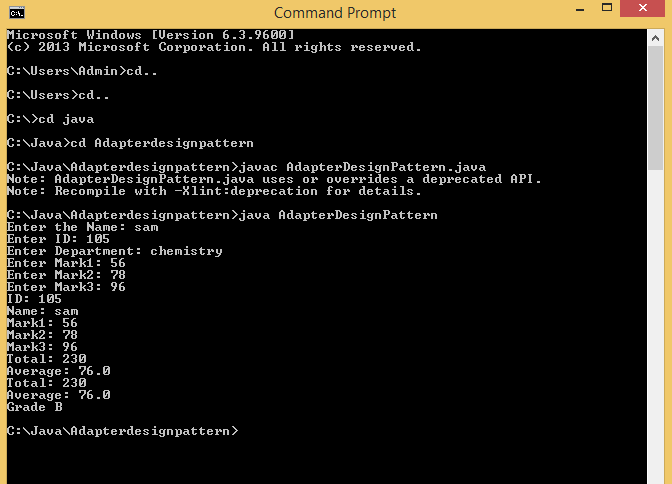 Command Prompt
Microsoft Windows [Version 6.3.9600]
(c) 2013 Microsoft Corporation. All rights reserved.
C:\Users\Admin>cd..
C:\Users>cd..
C:\>cd java
C:\Java>cd Adapterdesignpattern
C:\Java\Adapterdesignpattern>javac AdapterDesignPattern.java
Note: AdapterDesignPattern.java uses or overrides a deprecated API.
Note: Recompile with -Xlint:deprecation for details.
C:\Java\Adapterdesignpattern>java AdapterDesignPattern
Enter the Name: sam
Enter ID: 105
Enter Department: chemistry
Enter Mark1: 56
Enter Mark2: 78
Enter Mark3: 96
ID: 105
Name: sam
Mark1: 56
Mark2: 78
Mark3: 96
Total: 230
Average: 76.0
Total: 230
Average: 76.0
Grade B
C:\Java\Adapterdesignpattern>